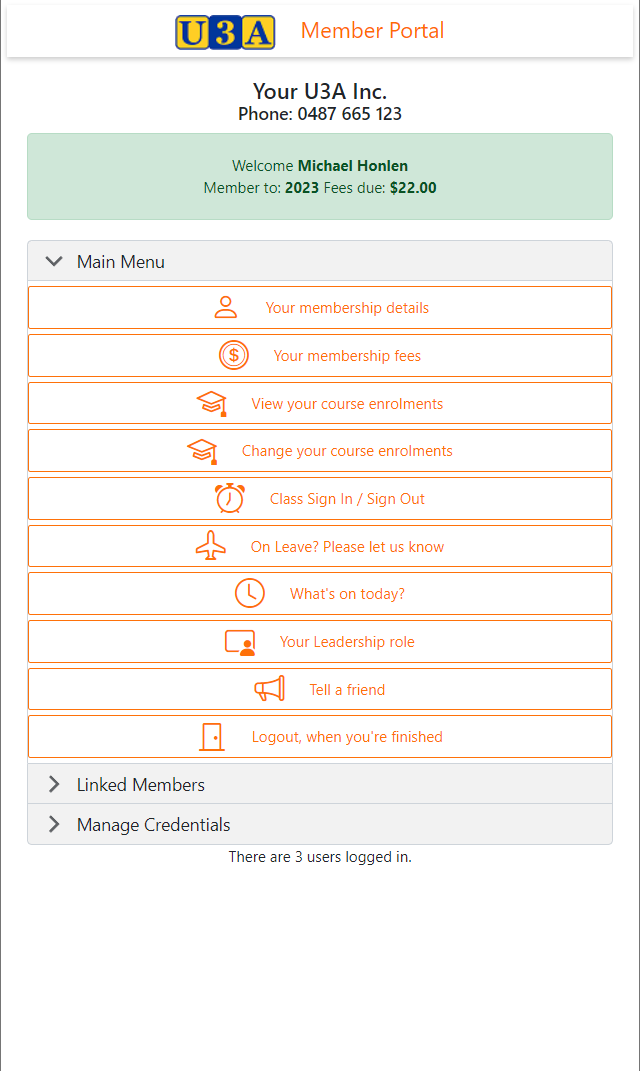 U3A Member Portal
Your U3A Inc.
Phone: 0487 665 123
Welcome Michael Honlen
Member to: 2023 Fees due: $22.00
Main Menu
Your membership details
$ Your membership fees
View your course enrolments
Change your course enrolments
Class Sign In / Sign Out
On Leave? Please let us know
What's on today?
Your Leadership role
Tell a friend
Logout, when you're finished
Linked Members
Manage Credentials
There are 3 users logged in.